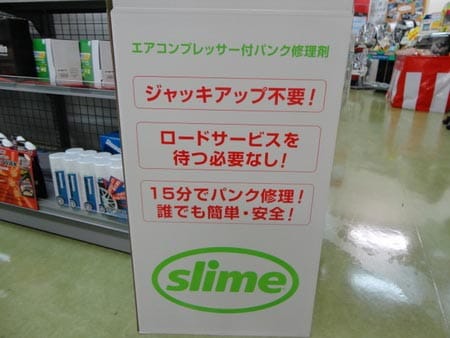 エアコンプレッサー付パンク修理剤
ジャッキアップ不要！
ロードサービスを
待つ必要なし！
15分でパンク修理！
誰でも簡単・安全！
slime